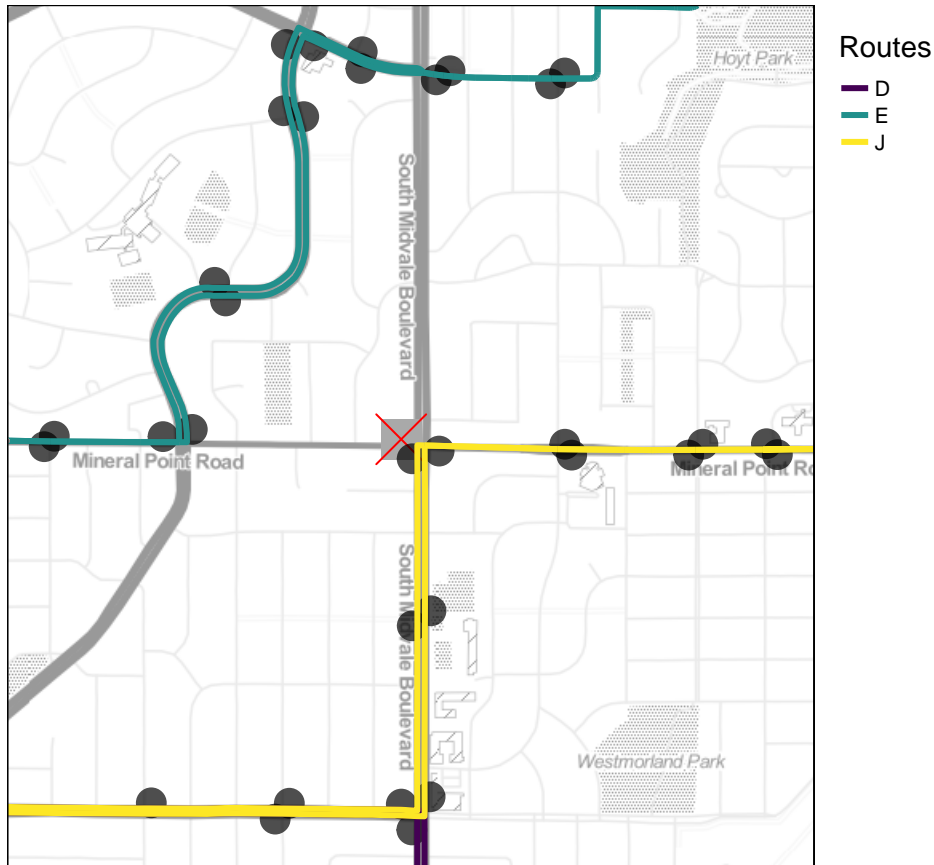 Routes
D
E
J
Hoyt Park
South Midvale Boulevard
Mineral Point Road
Mineral Point Ro
South Midvale Boulevard
Westmorland Park